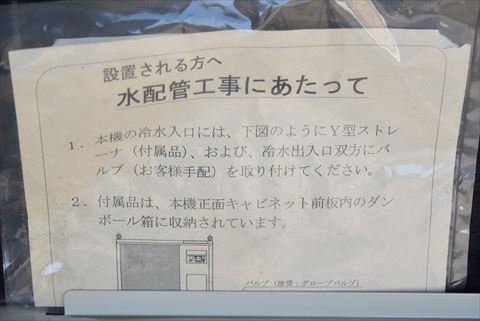 設置される方へ
水配管工事にあたって
1．本機の冷水入口には、下図のようにY型ストレ
ーナ（付属品）、および、冷水出入口双方にバ
ルブ（お客様手配）を取り付けてください。
2．付属品は、本機正面キャビネット前板内のダン
ボール箱に収納されています。
バルブ（推奨：グローブバルブ）